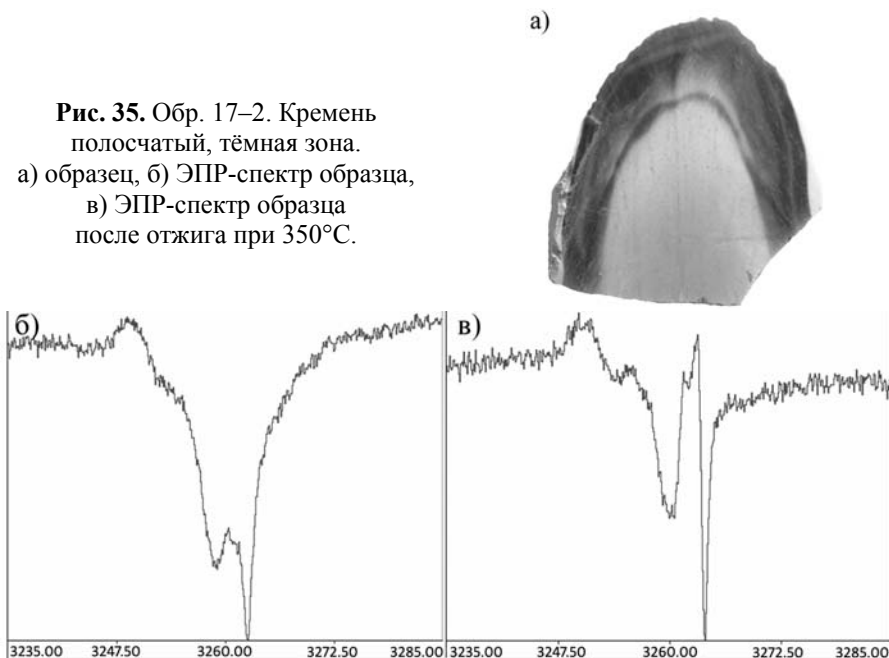 а)
Рис. 35. Обр. 17–2. Кремень
полосчатый, тёмная зона.
а) образец, б) ЭПР-спектр образца,
в) ЭПР-спектр образца
после отжига при 350°С.
б)
в)
3235.00 3247.50 3260.00 3272.50 3285.00
3235.00 3247.50 3260.00 3272.50 3285.00